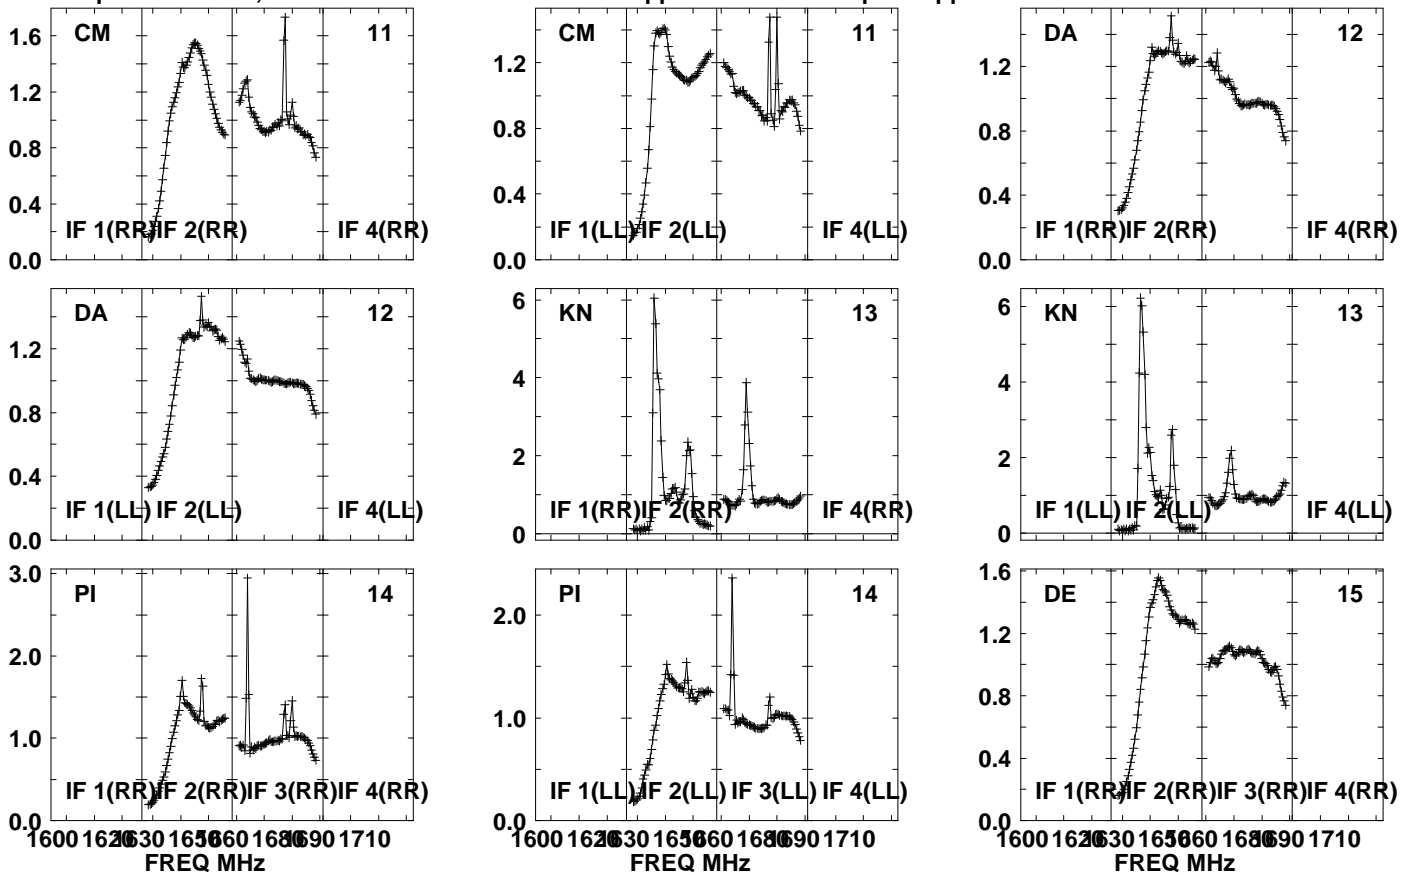 CM 11 CM 11 DA 12
1.6
1.2 1.2 1.2
0.8 0.8 0.8
0.4 0.4 0.4
IF 1(RR) IF 2(RR) IF 4(RR) IF 1(LL) IF 2(LL) IF 4(LL) IF 1(RR) IF 2(RR) IF 4(RR)
0.0 0.0 0.0
DA 12 KN 13 KN 13
6 6
1.2
4 4
0.8
2 2
0.4
IF 1(LL) IF 2(LL) IF 4(LL) IF 1(RR) IF 2(RR) IF 4(RR) IF 1(LL) IF 2(LL) IF 4(LL)
0.0 0 0
3.0 PI 14 PI 14 1.6 DE 15
2.0 2.0 1.2
0.8
1.0 1.0
0.4
IF 1(RR) IF 2(RR) IF 3(RR) IF 4(RR) IF 1(LL) IF 2(LL) IF 3(LL) IF 4(LL) IF 1(RR) IF 2(RR) IF 3(RR) IF 4(RR)
0.0 0.0 0.0
1600 1620 1630 1650 1660 1680 1690 1710 1600 1620 1630 1650 1660 1680 1690 1710 1600 1620 1630 1650 1660 1680 1690 1710
FREQ MHz FREQ MHz FREQ MHz